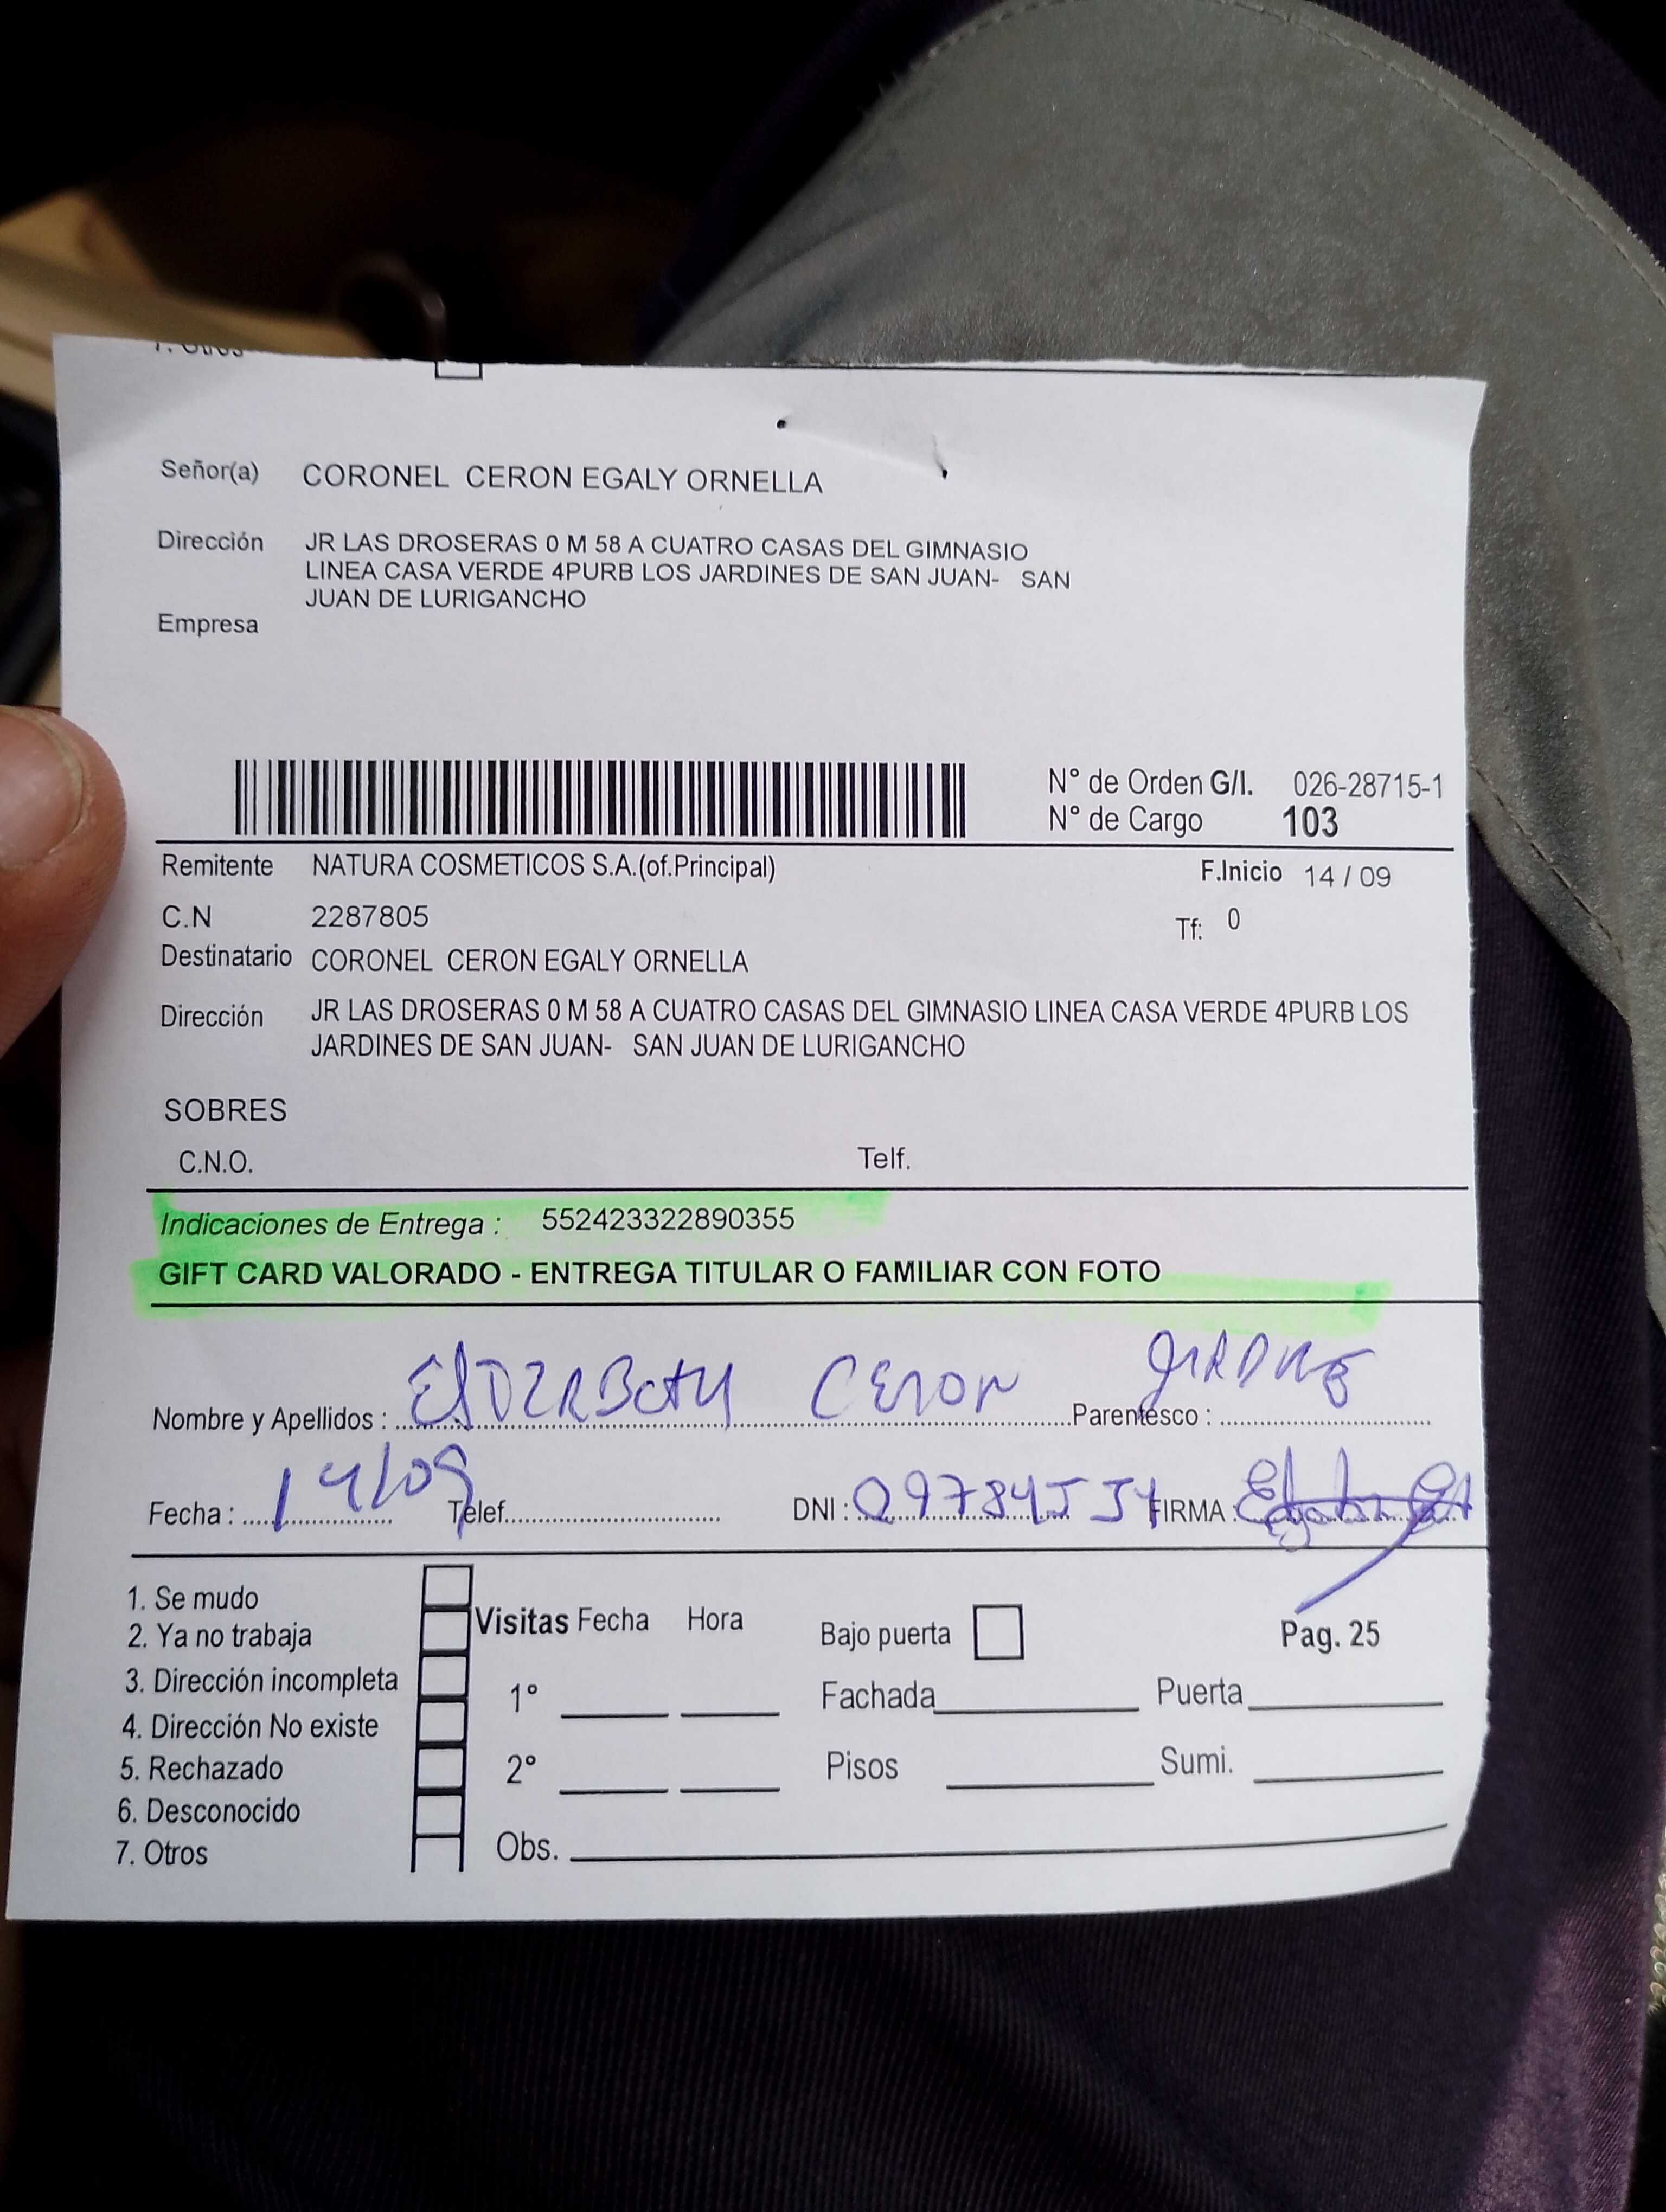 7. Otros
Señor(a) CORONEL CERON EGALY ORNELLA
Dirección JR LAS DROSERAS 0 M 58 A CUATRO CASAS DEL GIMNASIO
LINEA CASA VERDE 4PURB LOS JARDINES DE SAN JUAN- SAN
JUAN DE LURIGANCHO
Empresa
N° de Orden G/I. 026-28715-1
N° de Cargo 103
Remitente NATURA COSMETICOS S.A.(of.Principal) F.Inicio 14 / 09
C.N 2287805 Tf: 0
Destinatario CORONEL CERON EGALY ORNELLA
Dirección JR LAS DROSERAS 0 M 58 A CUATRO CASAS DEL GIMNASIO LINEA CASA VERDE 4PURB LOS
JARDINES DE SAN JUAN- SAN JUAN DE LURIGANCHO
SOBRES
C.N.O. Telf.
Indicaciones de Entrega : 552423322890355
GIFT CARD VALORADO - ENTREGA TITULAR O FAMILIAR CON FOTO
Nombre y Apellidos : CERON Parentesco :
Fecha : 14/09 Telef. DNI : FIRMA :
1. Se mudo
2. Ya no trabaja
3. Dirección incompleta
4. Dirección No existe
5. Rechazado
6. Desconocido
7. Otros
Visitas Fecha Hora
1°
2°
Obs.
Bajo puerta Pag. 25
Fachada Puerta
Pisos Sumi.